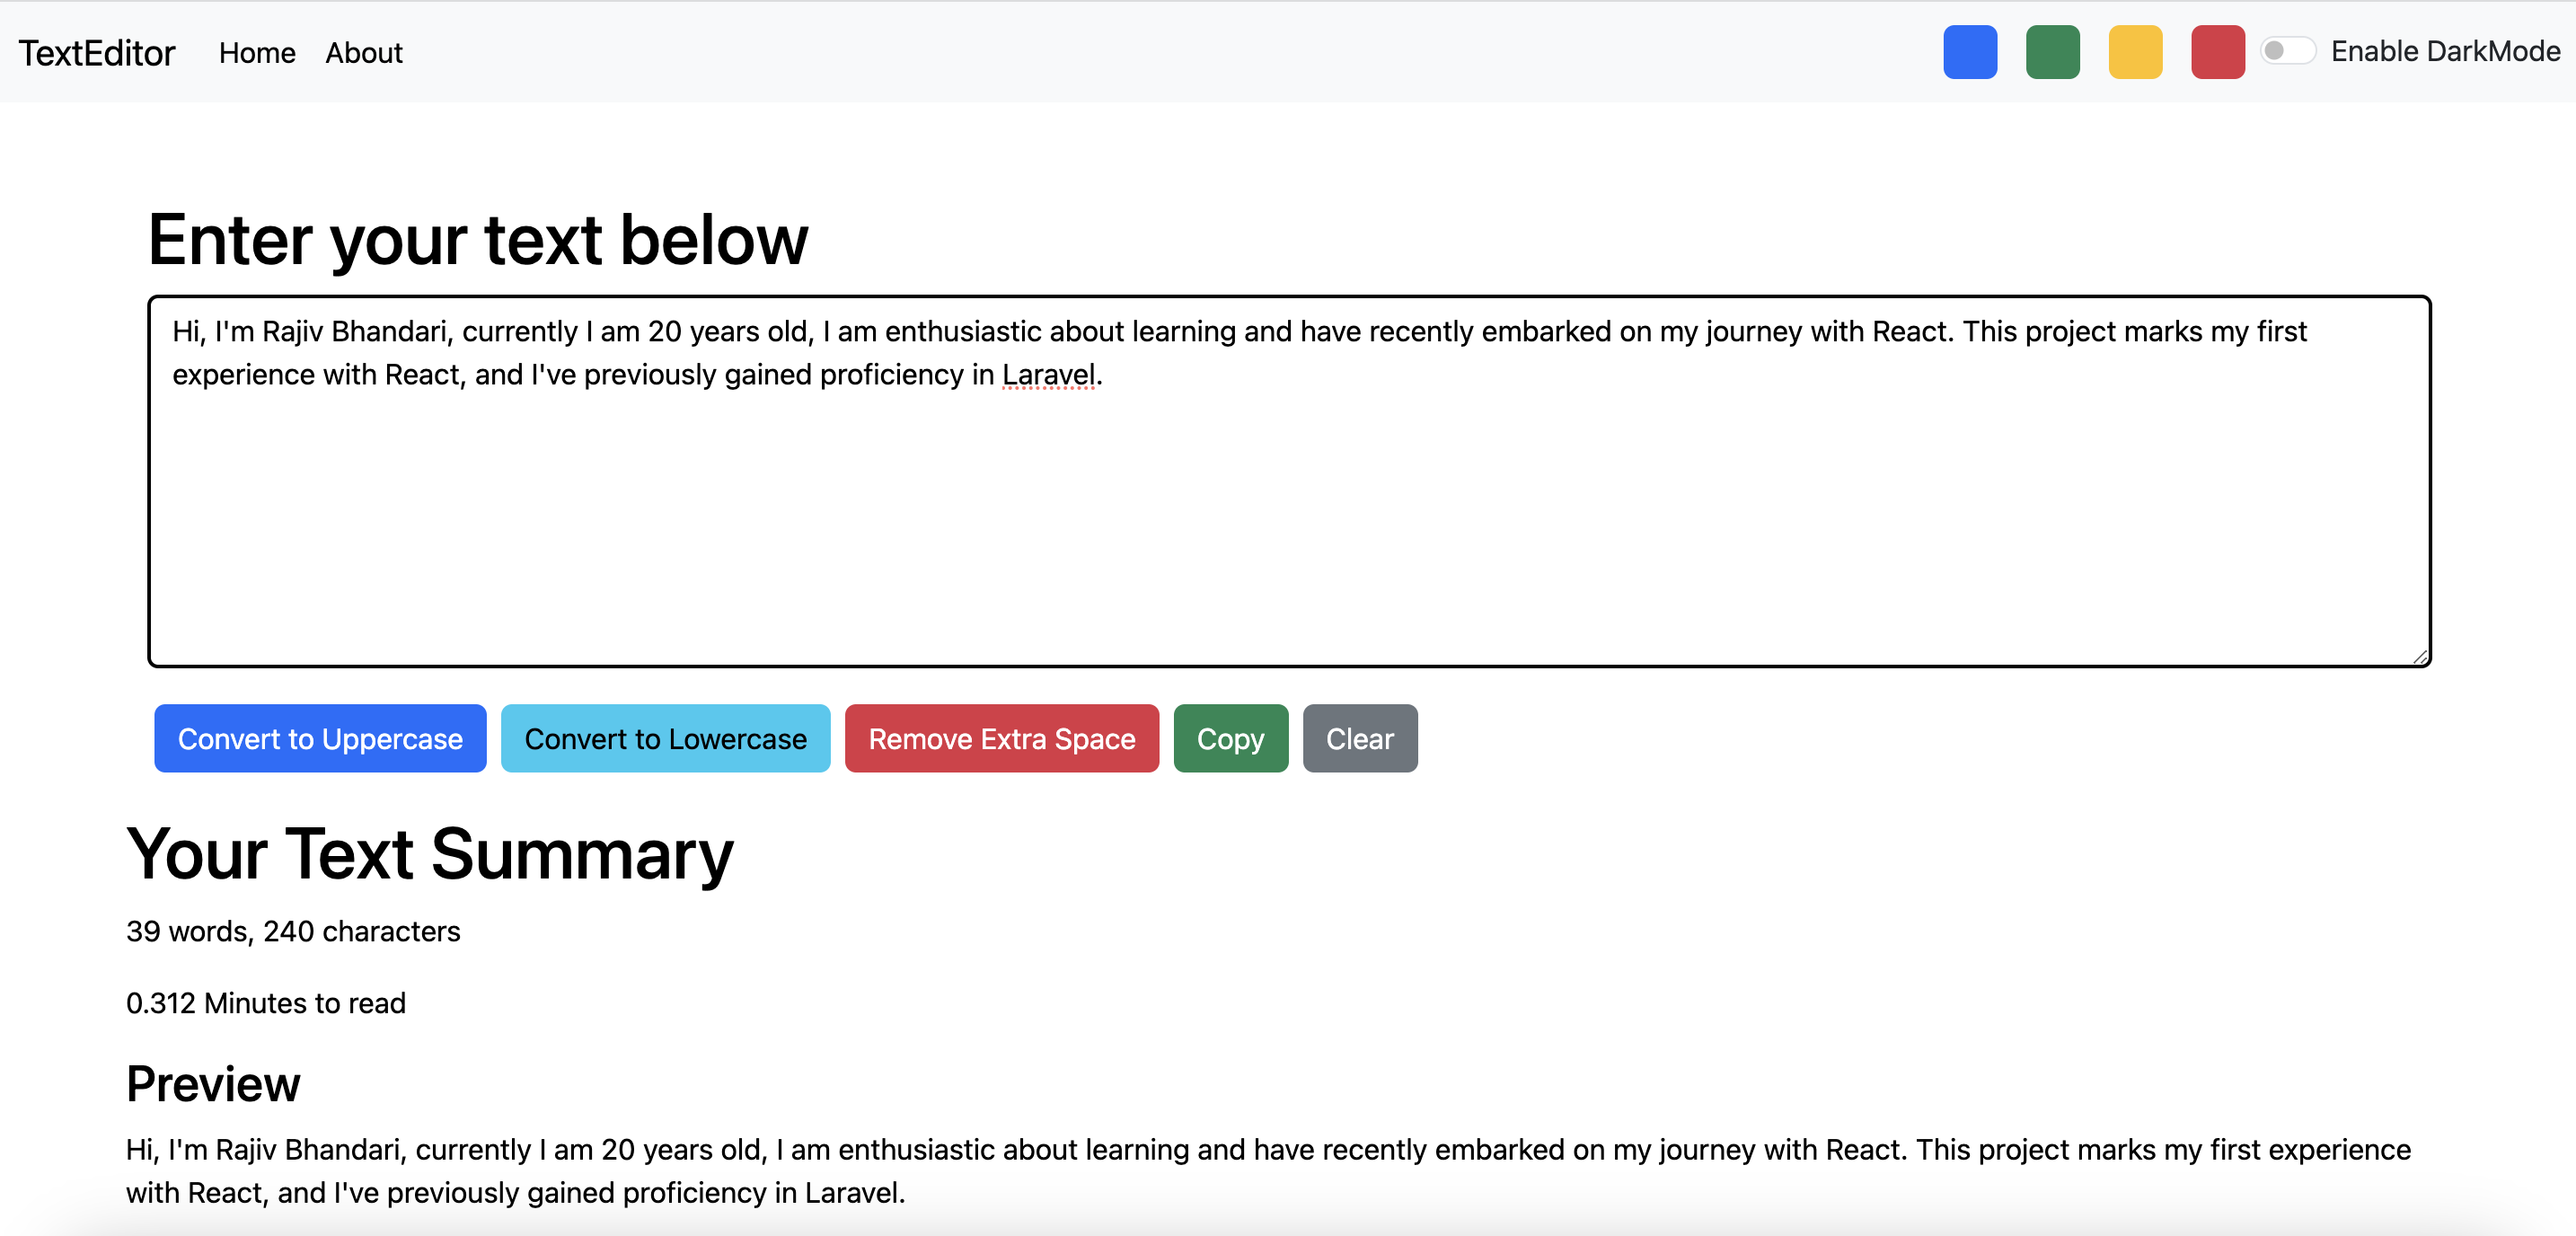 TextEditor Home About Enable DarkMode
Enter your text below
Hi, I'm Rajiv Bhandari, currently I am 20 years old, I am enthusiastic about learning and have recently embarked on my journey with React. This project marks my first
experience with React, and I've previously gained proficiency in Laravel.
Convert to Uppercase Convert to Lowercase Remove Extra Space Copy Clear
Your Text Summary
39 words, 240 characters
0.312 Minutes to read
Preview
Hi, I'm Rajiv Bhandari, currently I am 20 years old, I am enthusiastic about learning and have recently embarked on my journey with React. This project marks my first experience
with React, and I've previously gained proficiency in Laravel.